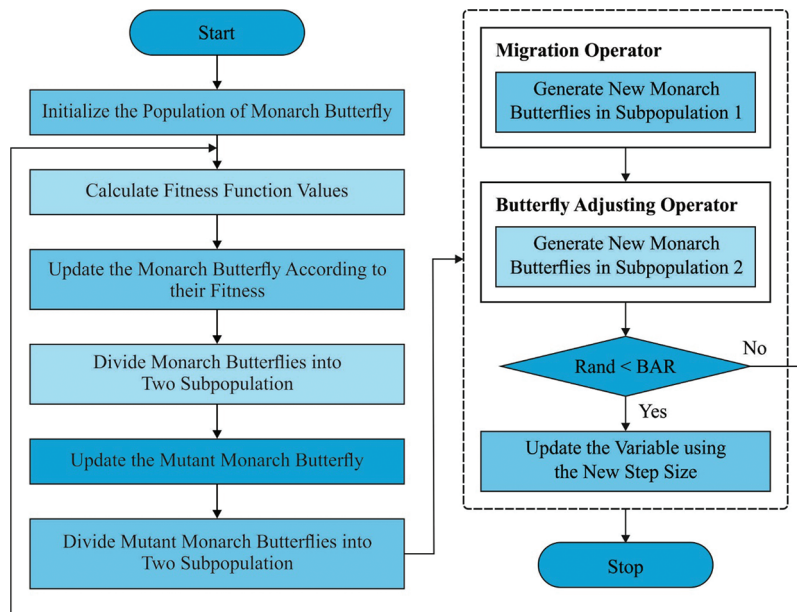 Start
Initialize the Population of Monarch Butterfly
Calculate Fitness Function Values
Update the Monarch Butterfly According to
their Fitness
Divide Monarch Butterflies into
Two Subpopulation
Update the Mutant Monarch Butterfly
Divide Mutant Monarch Butterflies into
Two Subpopulation
Migration Operator
Generate New Monarch
Butterflies in Subpopulation 1
Butterfly Adjusting Operator
Generate New Monarch
Butterflies in Subpopulation 2
Rand < BAR
No
Yes
Update the Variable using
the New Step Size
Stop